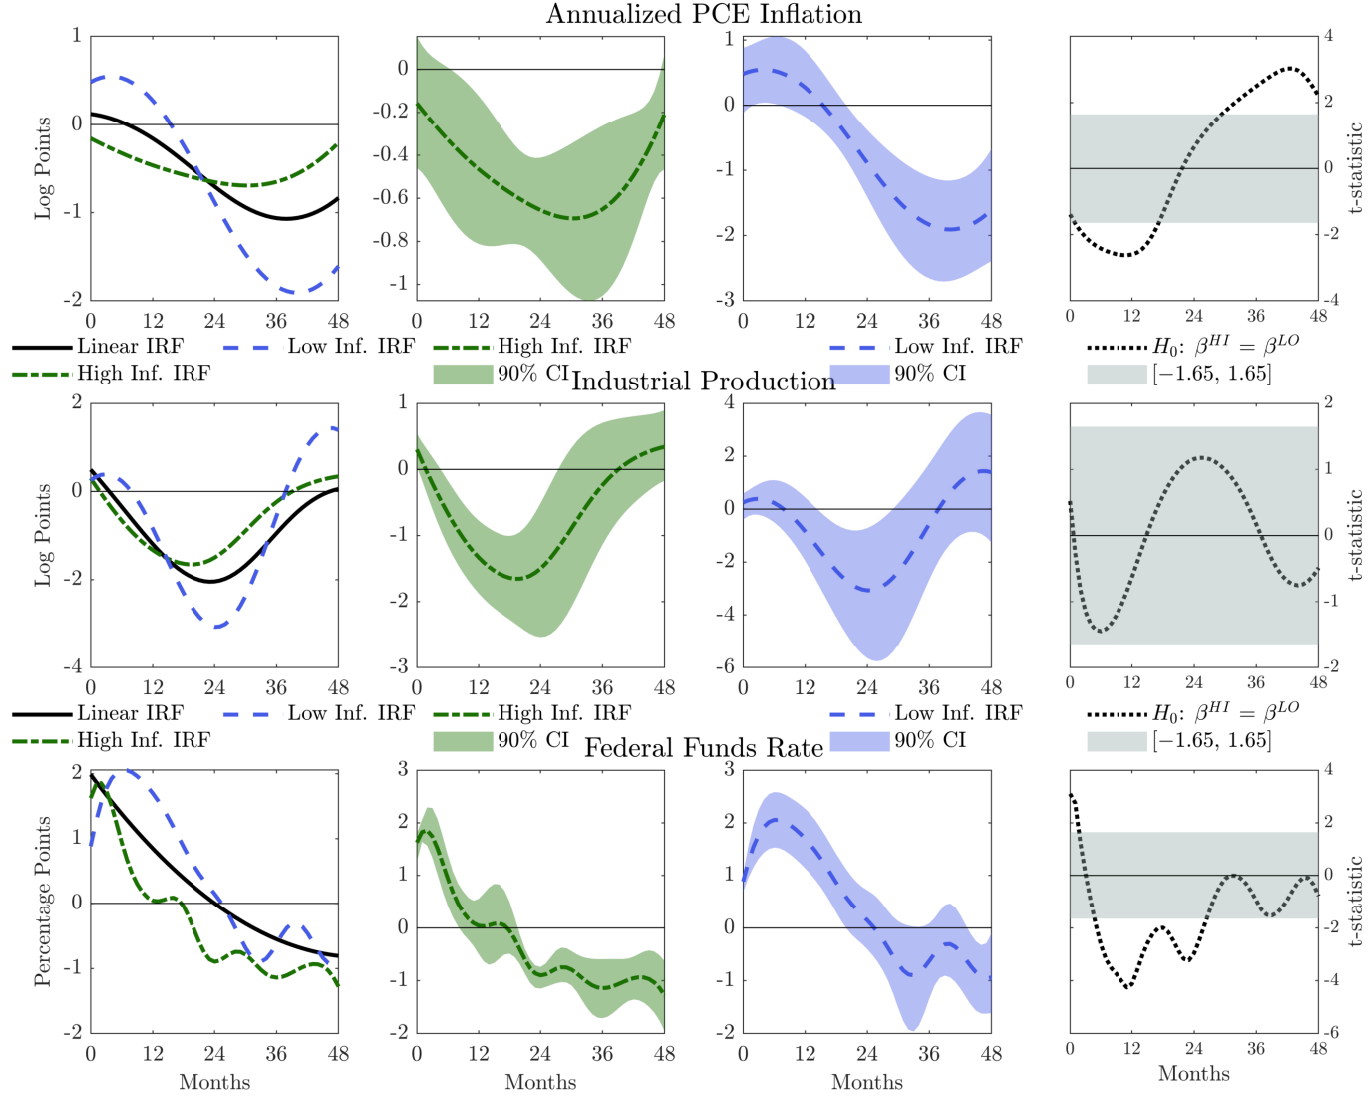 Annualized PCE Inflation
Log Points
1
0
-1
-2
0 12 24 36 48
0
-0.2
-0.4
-0.6
-0.8
-1
0 12 24 36 48
1
0
-1
-2
-3
0 12 24 36 48
4
2
0
-2
-4
0 12 24 36 48
t-statistic
Linear IRF Low Inf. IRF
High Inf. IRF
High Inf. IRF
90% CI
Low Inf. IRF
90% CI
H₀: β^HI = β^LO
[−1.65, 1.65]
Industrial Production
Log Points
2
0
-2
-4
0 12 24 36 48
1
0
-1
-2
-3
0 12 24 36 48
4
2
0
-2
-4
-6
0 12 24 36 48
2
1
0
-1
-2
0 12 24 36 48
t-statistic
Linear IRF Low Inf. IRF
High Inf. IRF
High Inf. IRF
90% CI
Low Inf. IRF
90% CI
H₀: β^HI = β^LO
[−1.65, 1.65]
Federal Funds Rate
Percentage Points
2
1
0
-1
-2
0 12 24 36 48
Months
3
2
1
0
-1
-2
0 12 24 36 48
Months
3
2
1
0
-1
-2
0 12 24 36 48
Months
4
2
0
-2
-4
-6
0 12 24 36 48
Months
t-statistic